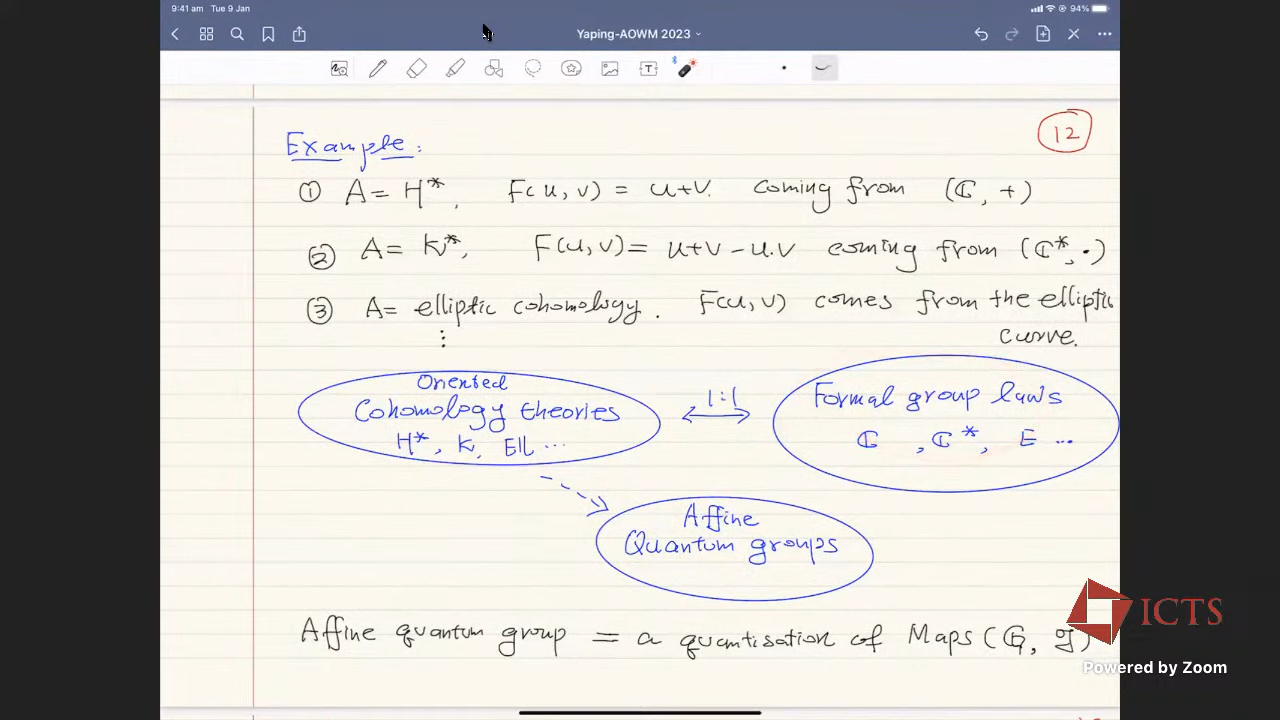 9:41 am Tue 9 Jan
94%
Yaping-AOWM 2023
T
12
Example:
① A = H*, F(u,v) = u+v. coming from (ℂ, +)
② A = K*, F(u,v) = u+v - u.v coming from (ℂ*, ·)
③ A = elliptic cohomology. F(u,v) comes from the elliptic
curve.
⋮
Oriented
Cohomology theories
H*, K, Ell ...
1:1
Formal group laws
ℂ, ℂ*, E ...
Affine
Quantum groups
Affine quantum group = a quantisation of Maps(𝔾, g)
ICTS
Powered by Zoom